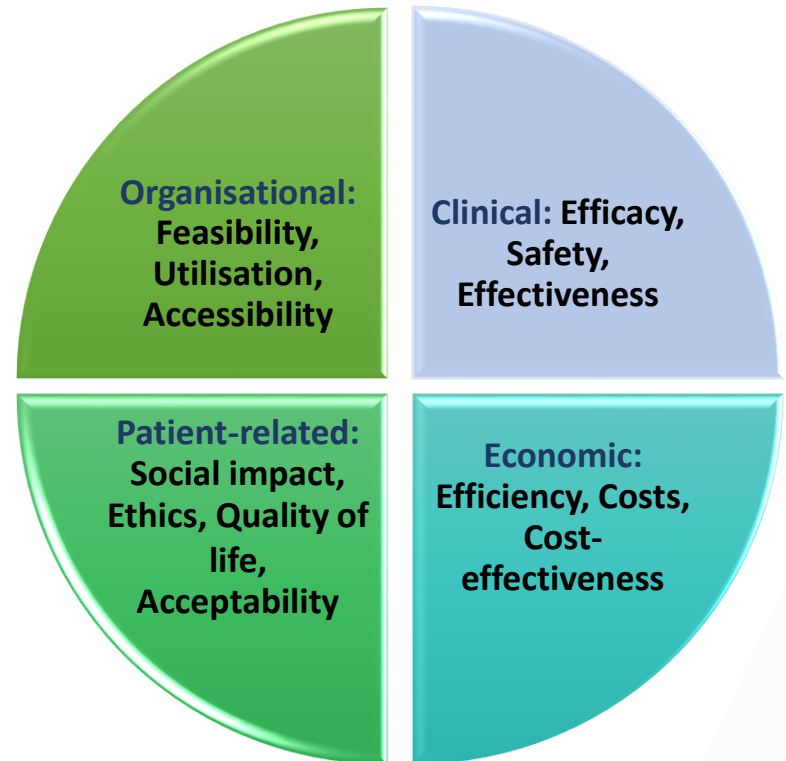 Organisational:
Feasibility,
Utilisation,
Accessibility
Clinical: Efficacy,
Safety,
Effectiveness
Patient-related:
Social impact,
Ethics, Quality of
life,
Acceptability
Economic:
Efficiency, Costs,
Cost-
effectiveness